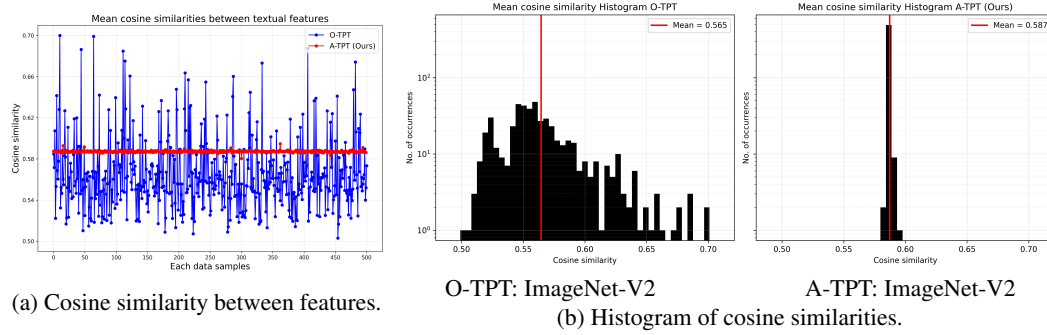 Mean cosine similarities between textual features
O-TPT
A-TPT (Ours)
Cosine similarity
0.70
0.66
0.62
0.58
0.54
0.50
0 50 100 150 200 250 300 350 400 450 500
Each data samples
(a) Cosine similarity between features.
Mean cosine similarity Histogram O-TPT
Mean = 0.565
No. of occurrences
10²
10¹
10⁰
0.50 0.55 0.60 0.65 0.70
Cosine similarity
O-TPT: ImageNet-V2
Mean cosine similarity Histogram A-TPT (Ours)
Mean = 0.587
No. of occurrences
10²
10¹
10⁰
0.50 0.55 0.60 0.65 0.70
Cosine similarity
A-TPT: ImageNet-V2
(b) Histogram of cosine similarities.